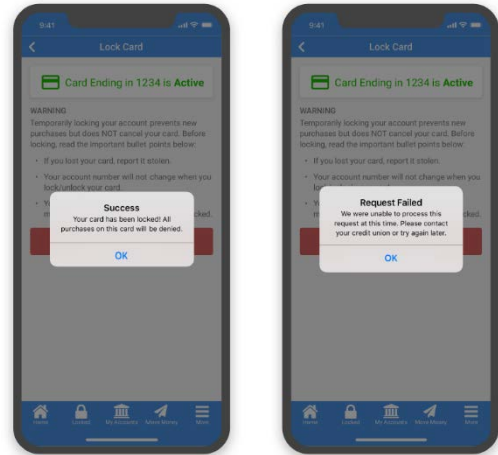 9:41
Lock Card
Card Ending in 1234 is Active
WARNING
Temporarily locking your account prevents new
purchases but does NOT cancel your card. Before
locking, read the important bullet points below:
• If you lost your card, report it stolen.
• Your account number will not change when you
lock/unlock your card.
Success
Your card has been locked! All
purchases on this card will be denied.
OK
Home
Locked
My Accounts
Move Money
More
9:41
Lock Card
Card Ending in 1234 is Active
WARNING
Temporarily locking your account prevents new
purchases but does NOT cancel your card. Before
locking, read the important bullet points below:
• If you lost your card, report it stolen.
• Your account number will not change when you
Request Failed
We were unable to process this
request at this time. Please contact
your credit union or try again later.
OK
Home
Locked
My Accounts
Move Money
More